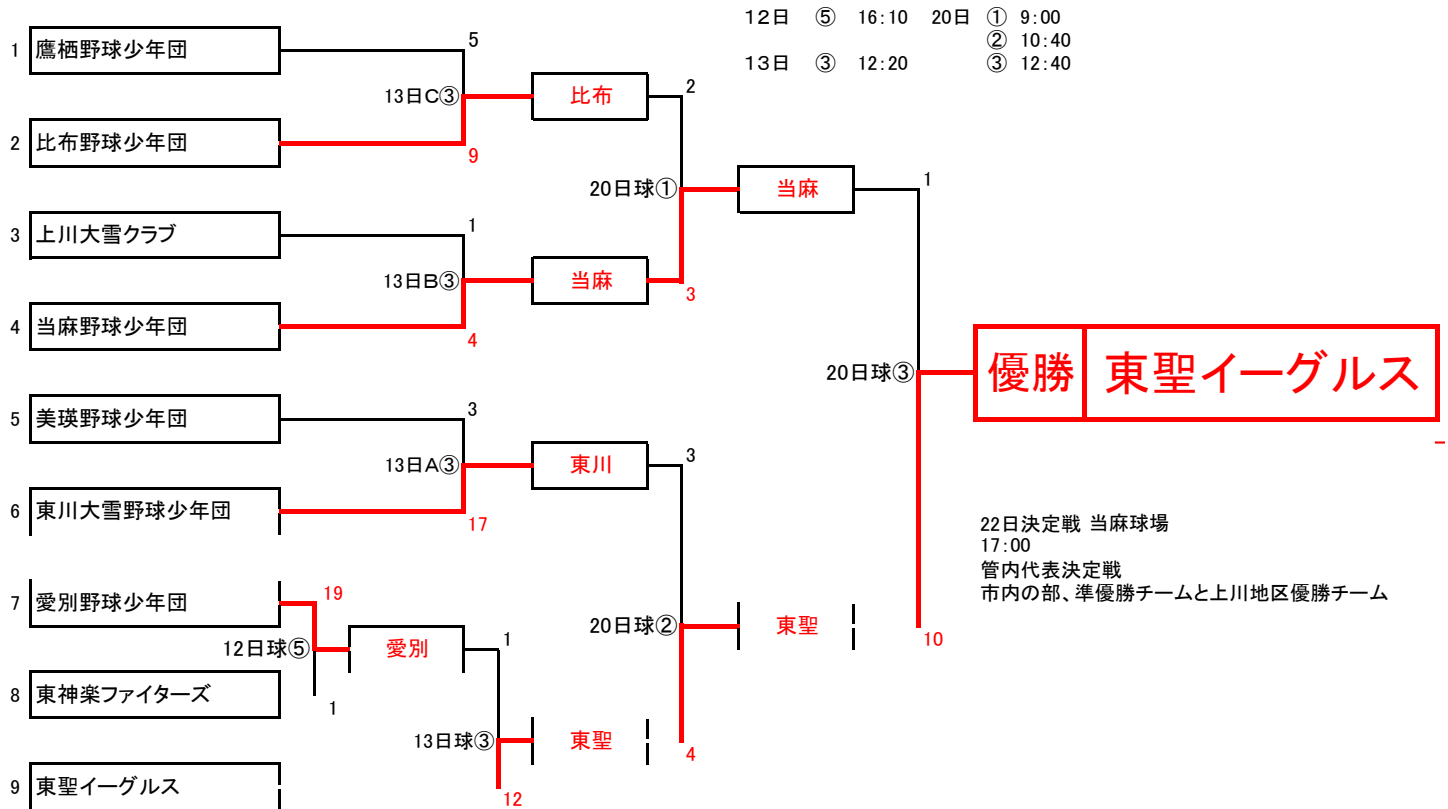 12日 ⑤ 16:10 20日 ① 9:00
② 10:40
13日 ③ 12:20 ③ 12:40
1 鷹栖野球少年団
5
13日C③
比布
2
2 比布野球少年団
9
20日球①
当麻
1
3 上川大雪クラブ
1
13日B③
当麻
3
4 当麻野球少年団
4
20日球③
優勝 東聖イーグルス
5 美瑛野球少年団
3
13日A③
東川
3
6 東川大雪野球少年団
17
22日決定戦 当麻球場
17:00
管内代表決定戦
市内の部、準優勝チームと上川地区優勝チーム
7 愛別野球少年団
19
12日球⑤
愛別
1
20日球②
東聖
10
8 東神楽ファイターズ
1
13日球③
東聖
4
9 東聖イーグルス
12